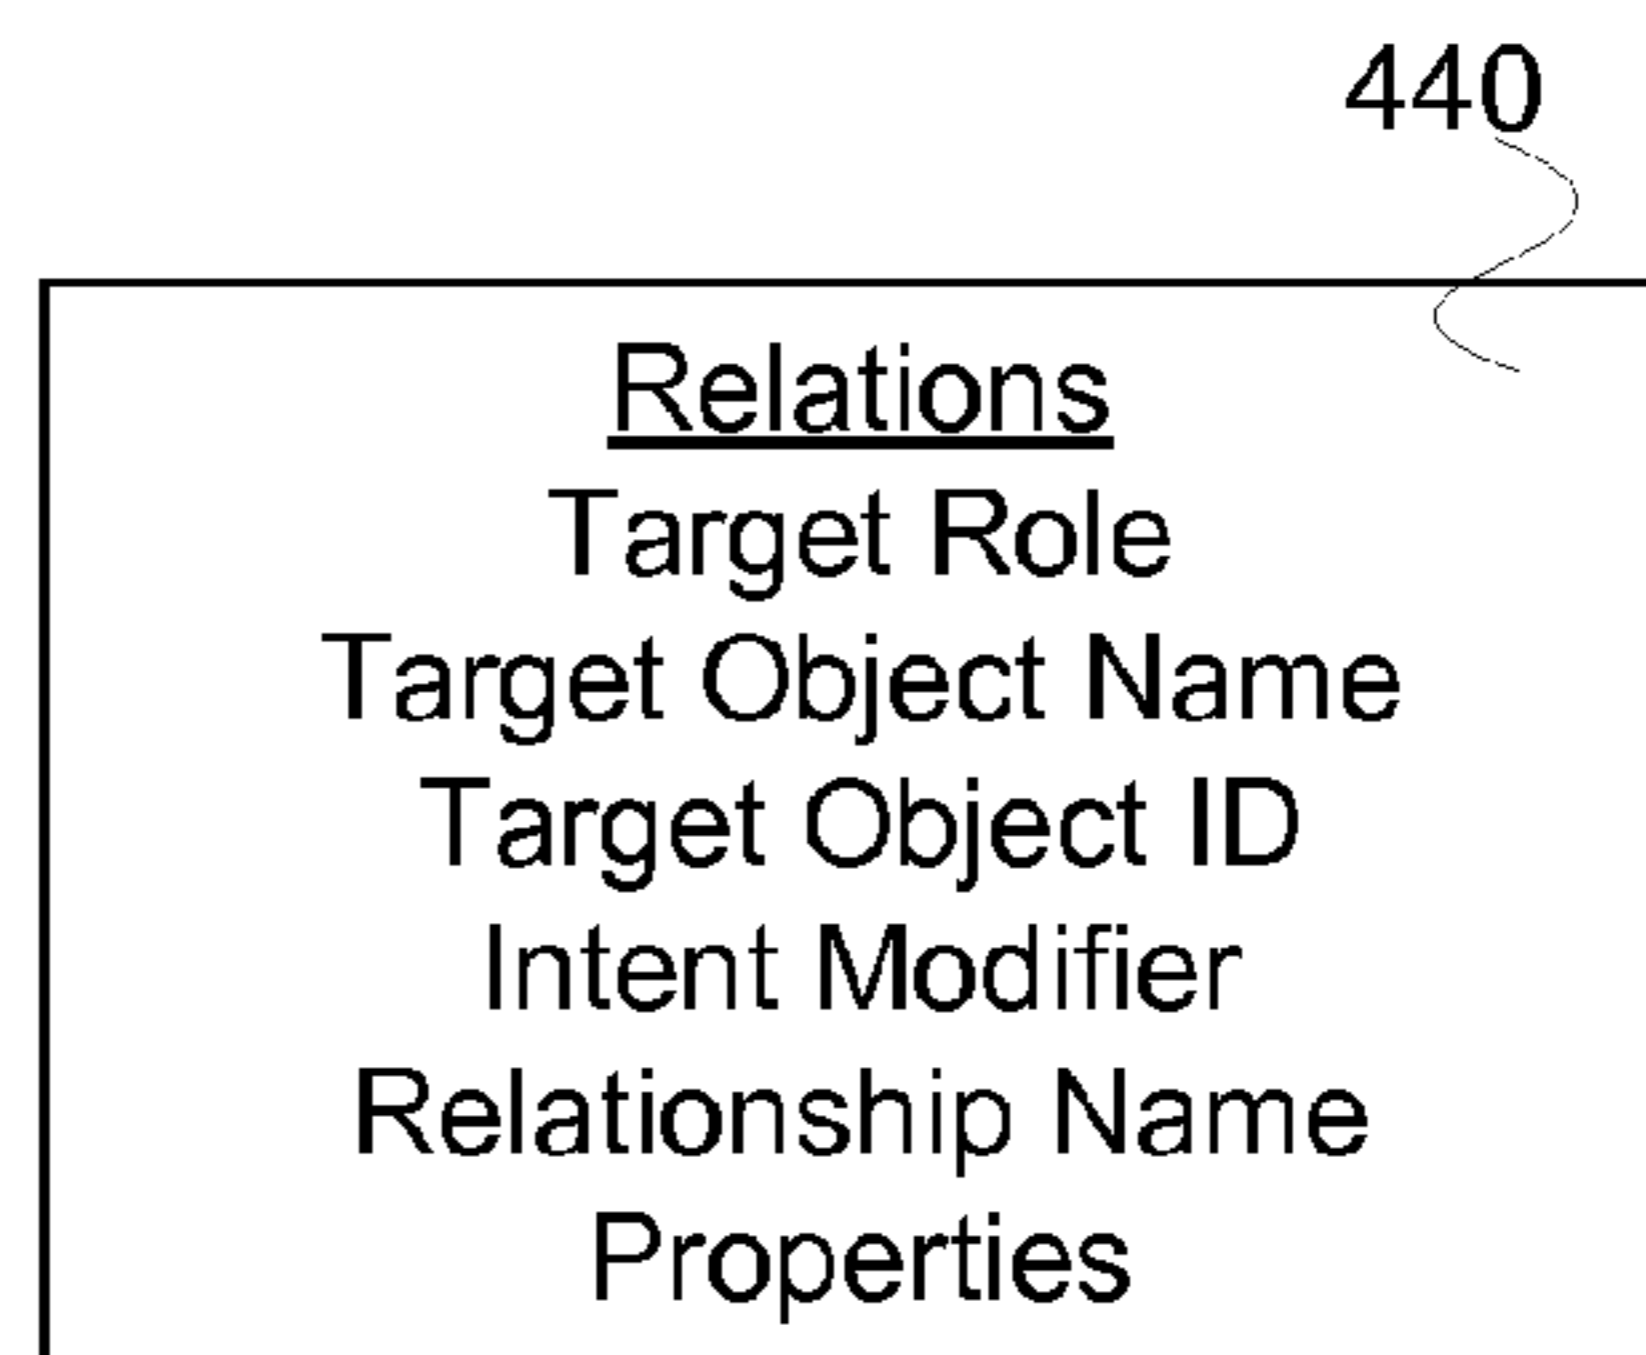 440
Relations
Target Role
Target Object Name
Target Object ID
Intent Modifier
Relationship Name
Properties